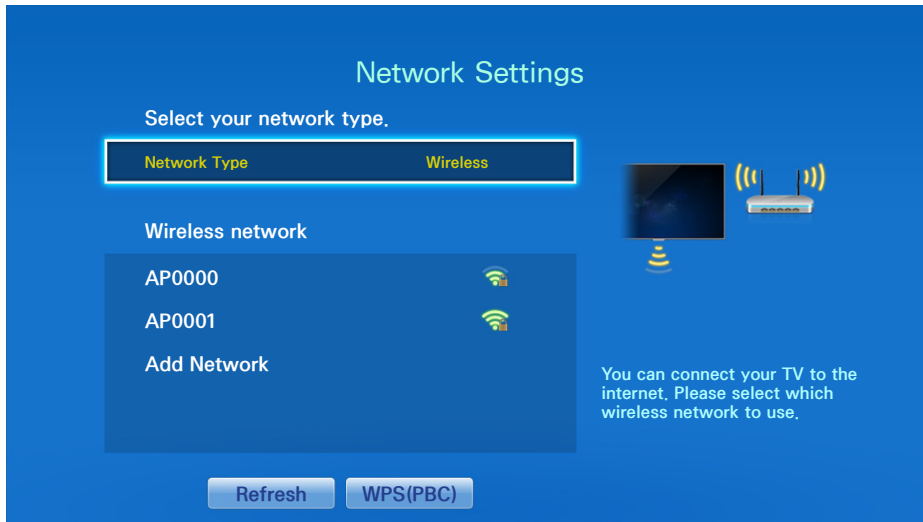 Network Settings
Select your network type.
Network Type Wireless
Wireless network
AP0000
AP0001
Add Network
You can connect your TV to the
internet. Please select which
wireless network to use.
Refresh WPS(PBC)